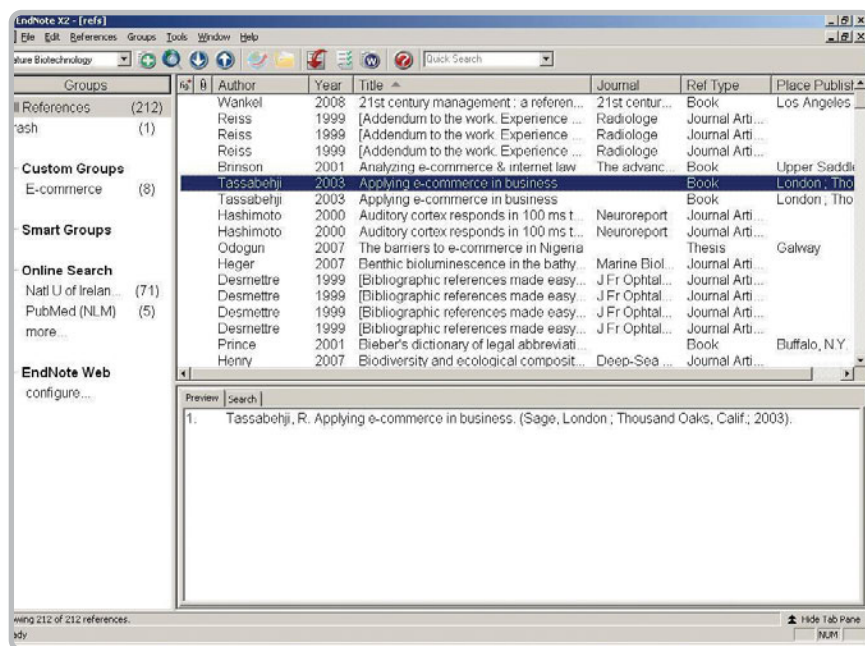 EndNote X2 - [refs]
File Edit References Groups Tools Window Help
ature Biotechnology Quick Search
Groups
ll References (212)
rash (1)
Custom Groups
E-commerce (8)
Smart Groups
Online Search
Natl U of Irelan... (71)
PubMed (NLM) (5)
more...
EndNote Web
configure...
Author Year Title Journal Ref Type Place Publist
Wankel 2008 21st century management : a referen... 21st centur... Book Los Angeles
Reiss 1999 [Addendum to the work. Experience ... Radiologe Journal Arti...
Reiss 1999 [Addendum to the work. Experience ... Radiologe Journal Arti...
Reiss 1999 [Addendum to the work. Experience ... Radiologe Journal Arti...
Brinson 2001 Analyzing e-commerce & internet law The advanc... Book Upper Saddle
Tassabehji 2003 Applying e-commerce in business Book London ; Tho
Tassabehji 2003 Applying e-commerce in business Book London ; Tho
Hashimoto 2000 Auditory cortex responds in 100 ms t... Neuroreport Journal Arti...
Hashimoto 2000 Auditory cortex responds in 100 ms t... Neuroreport Journal Arti...
Odogun 2007 The barriers to e-commerce in Nigeria Thesis Galway
Heger 2007 Benthic bioluminescence in the bathy... Marine Biol... Journal Arti...
Desmettre 1999 [Bibliographic references made easy... J Fr Ophtal... Journal Arti...
Desmettre 1999 [Bibliographic references made easy... J Fr Ophtal... Journal Arti...
Desmettre 1999 [Bibliographic references made easy... J Fr Ophtal... Journal Arti...
Desmettre 1999 [Bibliographic references made easy... J Fr Ophtal... Journal Arti...
Prince 2001 Bieber's dictionary of legal abbreviati... Book Buffalo, N.Y.
Henry 2007 Biodiversity and ecological composit... Deep-Sea ... Journal Arti...
Preview Search
1. Tassabehji, R. Applying e-commerce in business. (Sage, London ; Thousand Oaks, Calif.; 2003).
wing 212 of 212 references. Hide Tab Pane
ady NUM